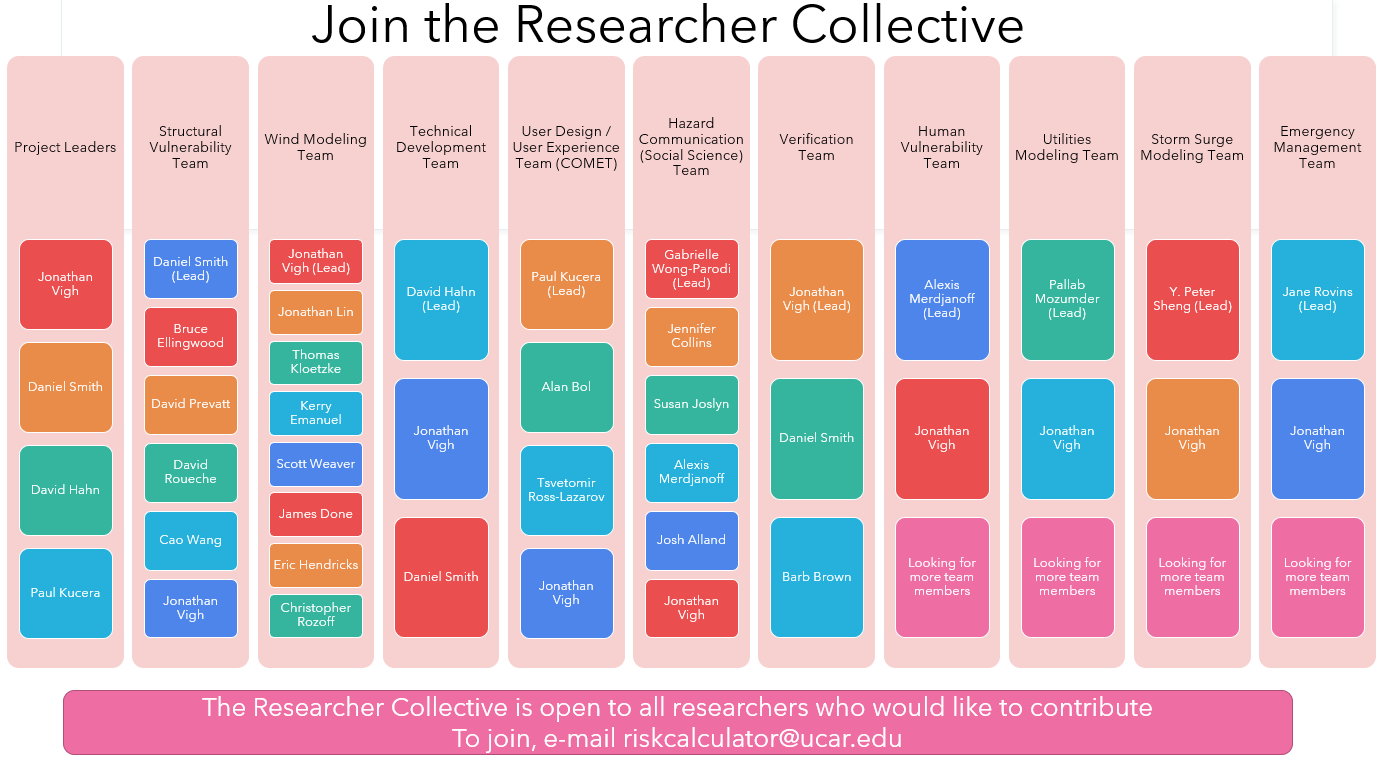 Join the Researcher Collective
Project Leaders
Jonathan
Vigh
Daniel Smith
David Hahn
Paul Kucera
Structural
Vulnerability
Team
Daniel Smith
(Lead)
Bruce
Ellingwood
David Prevatt
David
Roueche
Cao Wang
Jonathan
Vigh
Wind Modeling
Team
Jonathan
Vigh (Lead)
Jonathan Lin
Thomas
Kloetzke
Kerry
Emanuel
Scott Weaver
James Done
Eric Hendricks
Christopher
Rozoff
Technical
Development
Team
David Hahn
(Lead)
Jonathan
Vigh
Daniel Smith
User Design /
User Experience
Team (COMET)
Paul Kucera
(Lead)
Alan Bol
Tsvetomir
Ross-Lazarov
Jonathan
Vigh
Hazard
Communication
(Social Science)
Team
Gabrielle
Wong-Parodi
(Lead)
Jennifer
Collins
Susan Joslyn
Alexis
Merdjanoff
Josh Alland
Jonathan
Vigh
Verification
Team
Jonathan
Vigh (Lead)
Daniel Smith
Barb Brown
Human
Vulnerability
Team
Alexis
Merdjanoff
(Lead)
Jonathan
Vigh
Looking for
more team
members
Utilities
Modeling Team
Pallab
Mozumder
(Lead)
Jonathan
Vigh
Looking for
more team
members
Storm Surge
Modeling Team
Y. Peter
Sheng (Lead)
Jonathan
Vigh
Looking for
more team
members
Emergency
Management
Team
Jane Rovins
(Lead)
Jonathan
Vigh
Looking for
more team
members
The Researcher Collective is open to all researchers who would like to contribute
To join, e-mail riskcalculator@ucar.edu